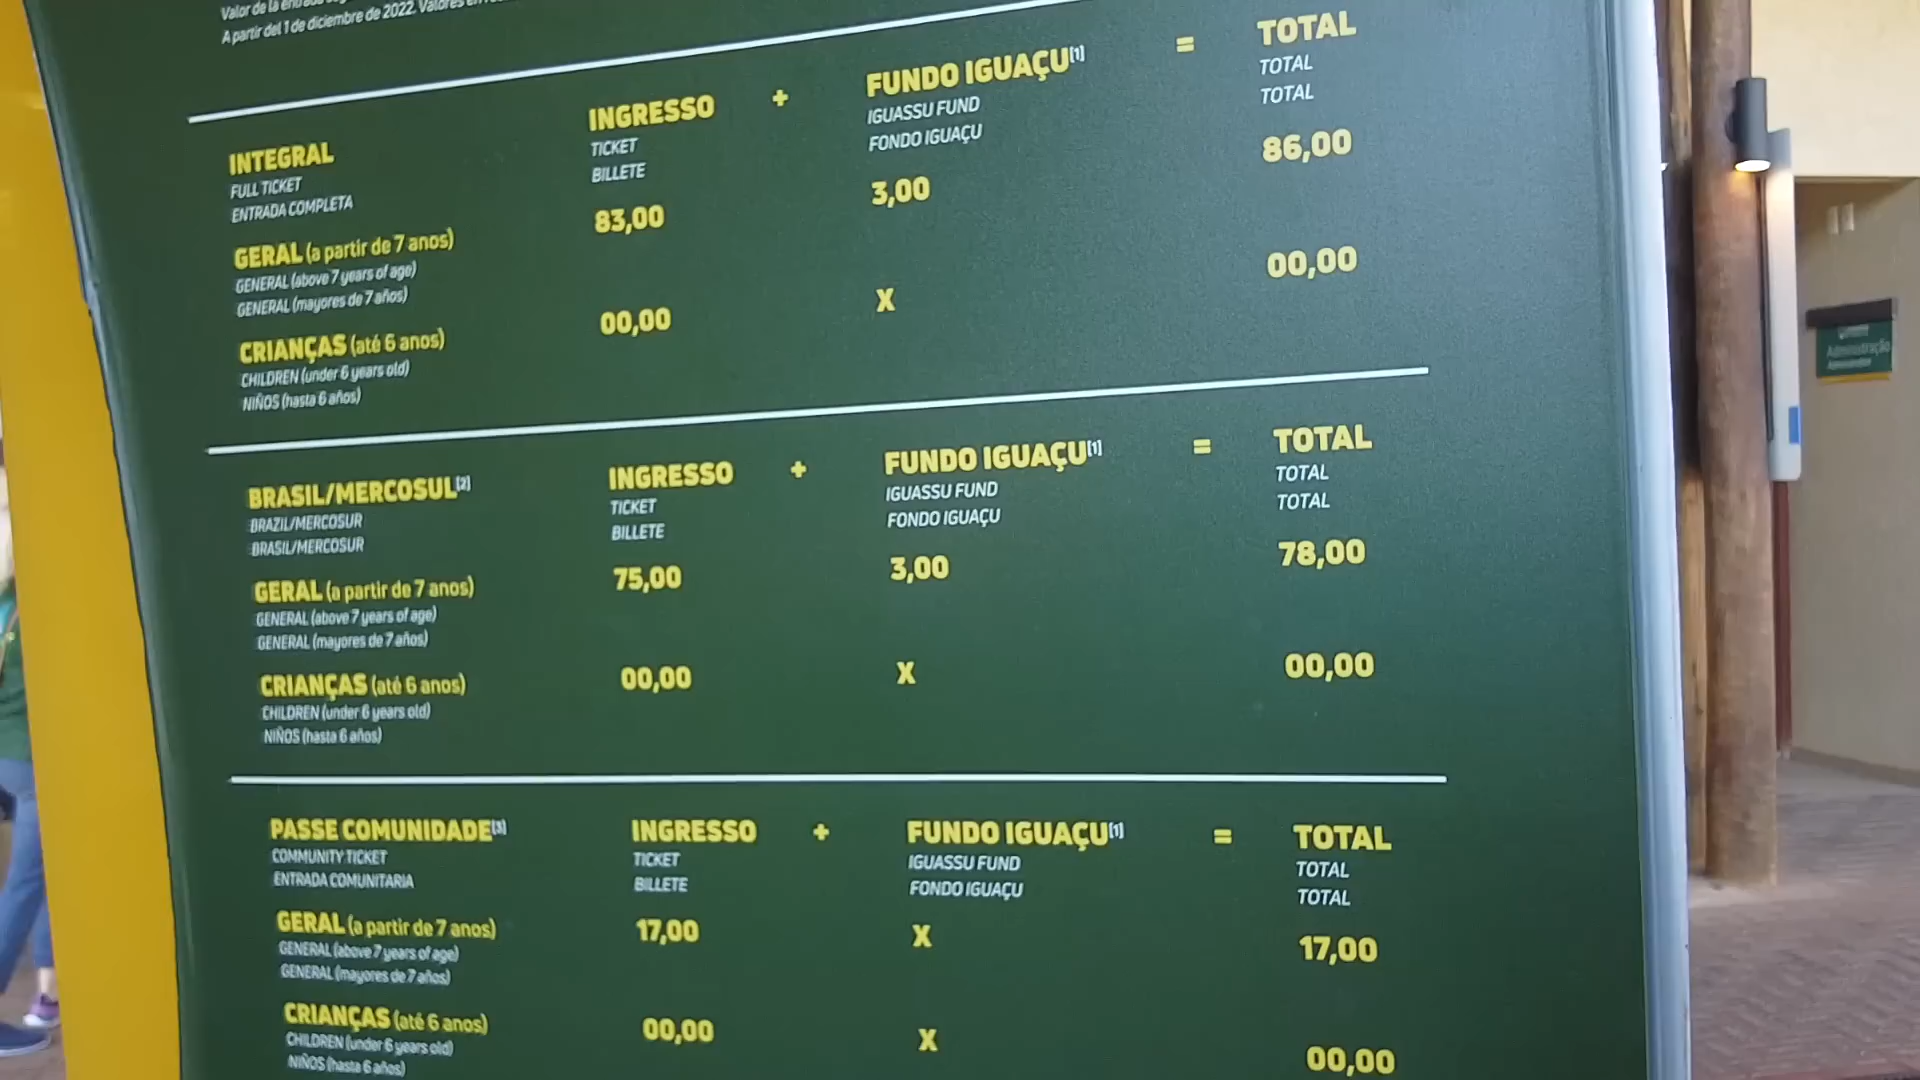 Valor de la entrada
A partir del 1 de diciembre de 2022. Valores en
INTEGRAL
FULL TICKET
ENTRADA COMPLETA
INGRESSO + FUNDO IGUAÇU[1] = TOTAL
TICKET IGUASSU FUND TOTAL
BILLETE FONDO IGUAÇU TOTAL
GERAL (a partir de 7 anos) 83,00 3,00 86,00
GENERAL (above 7 years of age)
GENERAL (mayores de 7 años)
CRIANÇAS (até 6 anos) 00,00 X 00,00
CHILDREN (under 6 years old)
NIÑOS (hasta 6 años)
BRASIL/MERCOSUL[2] INGRESSO + FUNDO IGUAÇU[1] = TOTAL
BRAZIL/MERCOSUR TICKET IGUASSU FUND TOTAL
BRASIL/MERCOSUR BILLETE FONDO IGUAÇU TOTAL
GERAL (a partir de 7 anos) 75,00 3,00 78,00
GENERAL (above 7 years of age)
GENERAL (mayores de 7 años)
CRIANÇAS (até 6 anos) 00,00 X 00,00
CHILDREN (under 6 years old)
NIÑOS (hasta 6 años)
PASSE COMUNIDADE[3] INGRESSO + FUNDO IGUAÇU[1] = TOTAL
COMMUNITY TICKET TICKET IGUASSU FUND TOTAL
ENTRADA COMUNITARIA BILLETE FONDO IGUAÇU TOTAL
GERAL (a partir de 7 anos) 17,00 X 17,00
GENERAL (above 7 years of age)
GENERAL (mayores de 7 años)
CRIANÇAS (até 6 anos) 00,00 X 00,00
CHILDREN (under 6 years old)
NIÑOS (hasta 6 años)
Administração